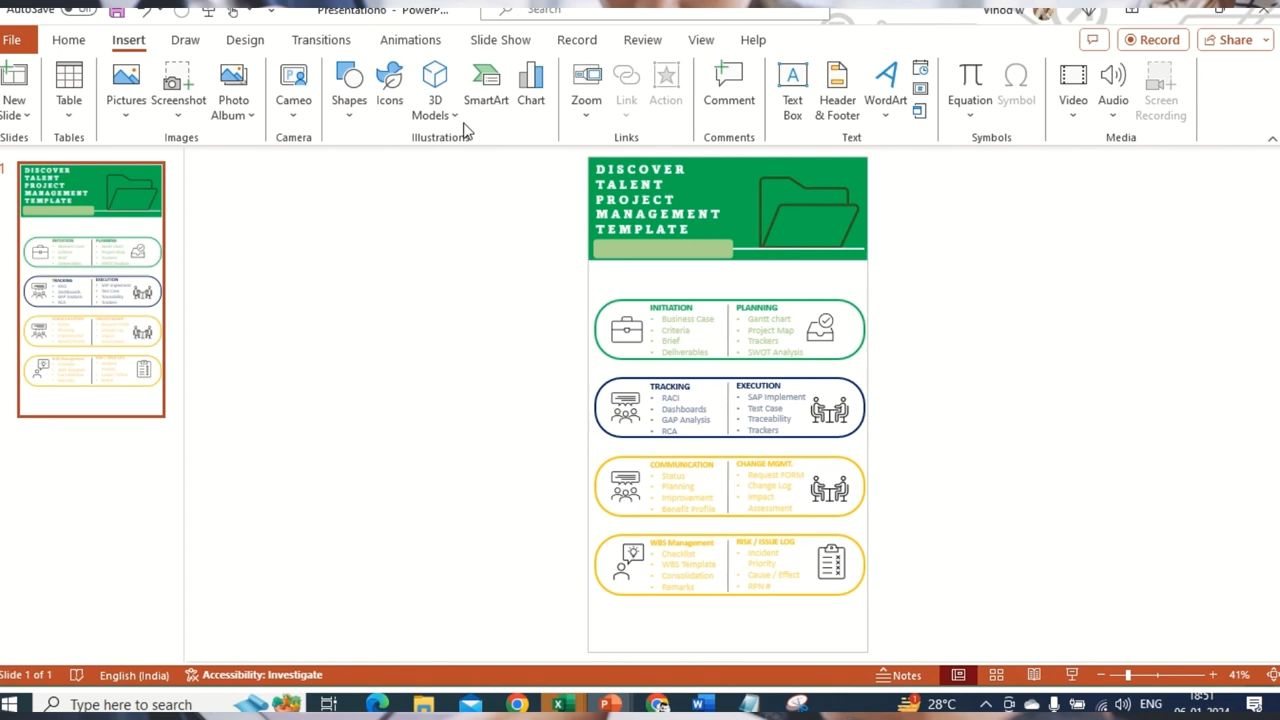 AutoSave Off
Presentation6 - PowerP...
Search
Vinod w
File Home Insert Draw Design Transitions Animations Slide Show Record Review View Help
Record Share
New Slide
Table
Pictures Screenshot Photo Album
Cameo
Shapes Icons 3D Models SmartArt Chart
Zoom Link Action
Comment
Text Box Header & Footer WordArt
Equation Symbol
Video Audio Screen Recording
Slides Tables Images Camera Illustrations Links Comments Text Symbols Media
1
DISCOVER
TALENT
PROJECT
MANAGEMENT
TEMPLATE
INITIATION
• Business Case
• Criteria
• Brief
• Deliverables
PLANNING
• Gantt chart
• Project Map
• Trackers
• SWOT Analysis
TRACKING
• RACI
• Dashboards
• GAP Analysis
• RCA
EXECUTION
• SAP Implement
• Test Case
• Traceability
• Trackers
COMMUNICATION
• Status
• Planning
• Improvement
• Benefit Profile
CHANGE MGMT.
• Request FORM
• Change Log
• Impact
Assessment
WBS Management
• Checklist
• WBS Template
• Consolidation
• Remarks
RISK / ISSUE LOG
• Incident
Priority
• Cause / Effect
• RPN #
Slide 1 of 1 English (India) Accessibility: Investigate
Notes
41%
Type here to search
28°C
ENG
18:51
06-01-2024